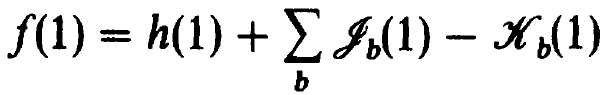 f(1) = h(1) + ∑_b 𝒥_b(1) − 𝒦_b(1)